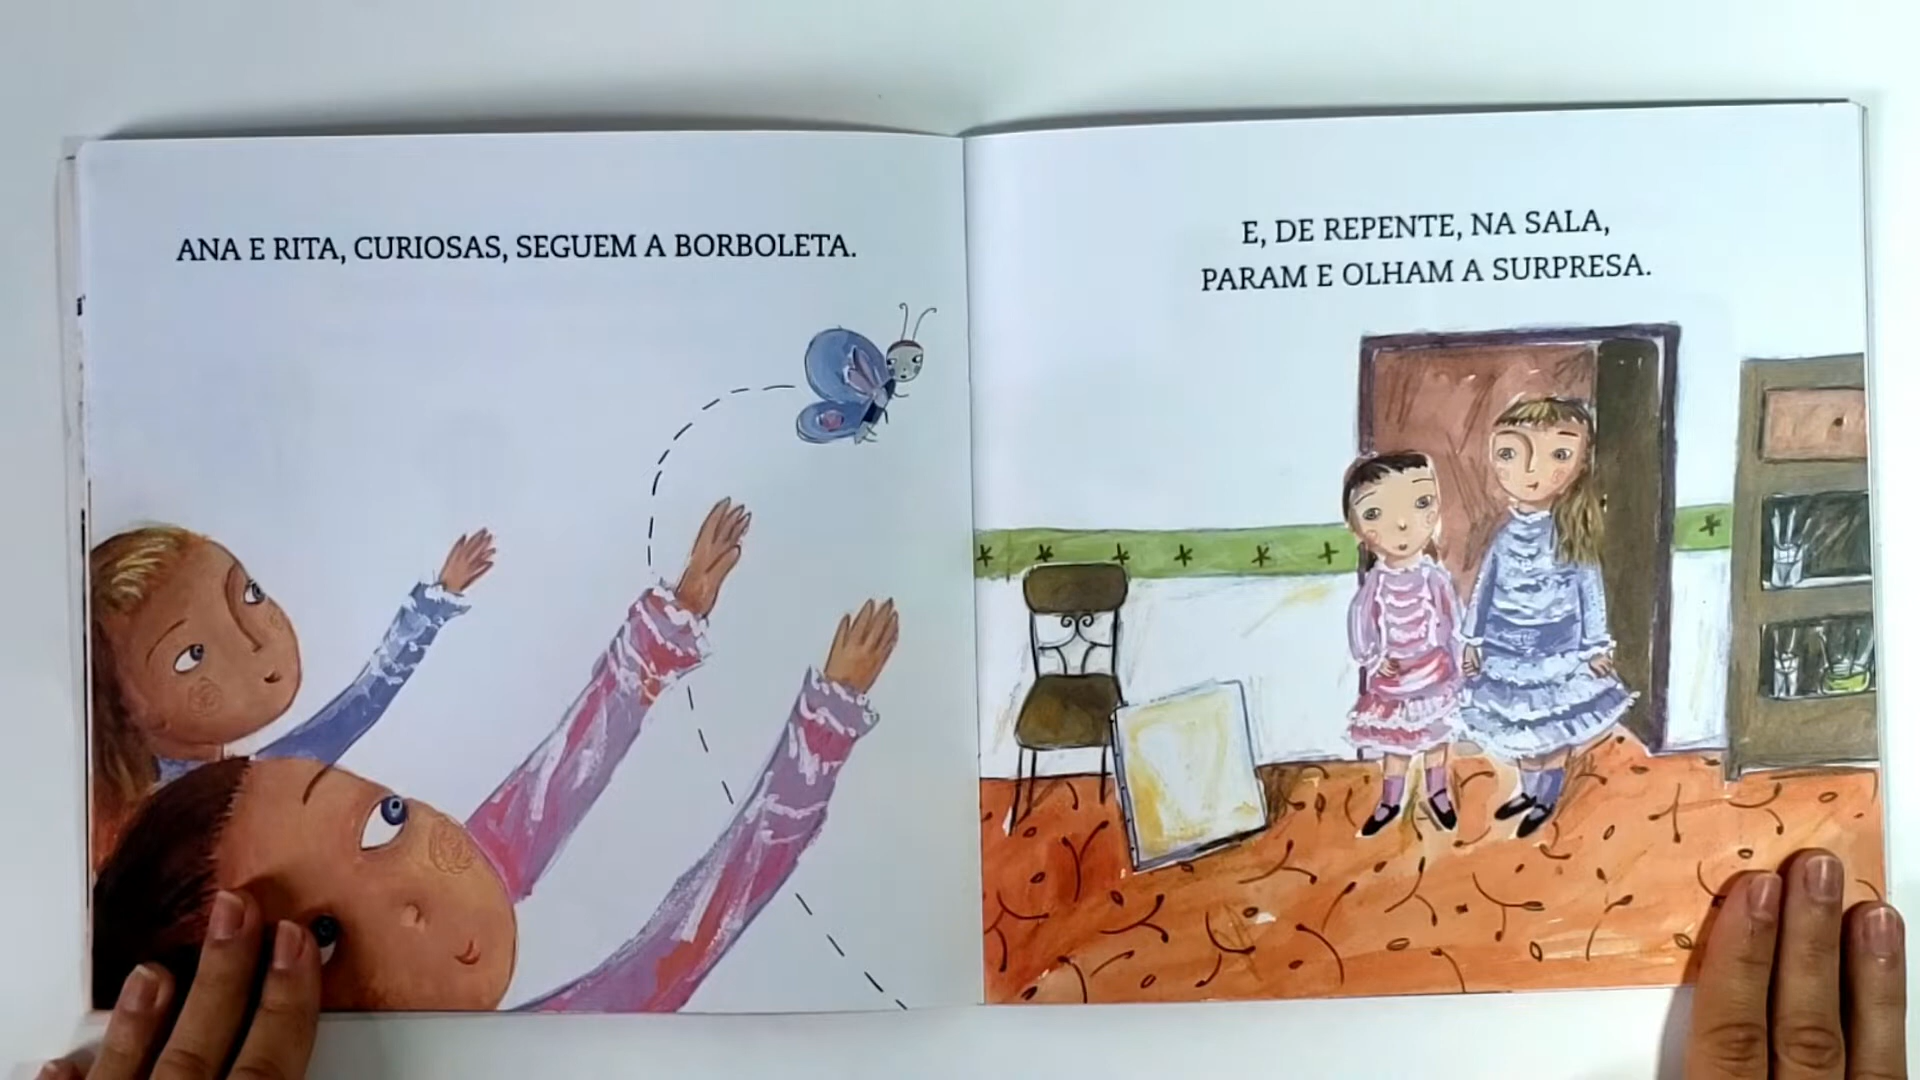 ANA E RITA, CURIOSAS, SEGUEM A BORBOLETA.
E, DE REPENTE, NA SALA,
PARAM E OLHAM A SURPRESA.